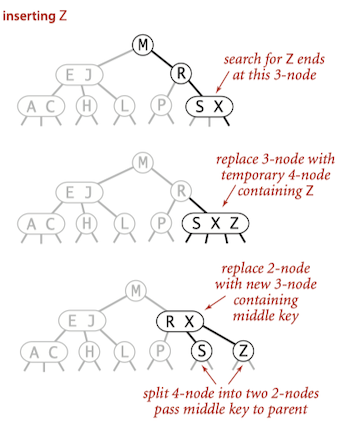 inserting Z
M
E J
R
search for Z ends
at this 3-node
A C
H
L
P
S X
M
replace 3-node with
temporary 4-node
containing Z
E J
R
A C
H
L
P
S X Z
replace 2-node
with new 3-node
containing
middle key
M
E J
R X
A C
H
L
P
S
Z
split 4-node into two 2-nodes
pass middle key to parent